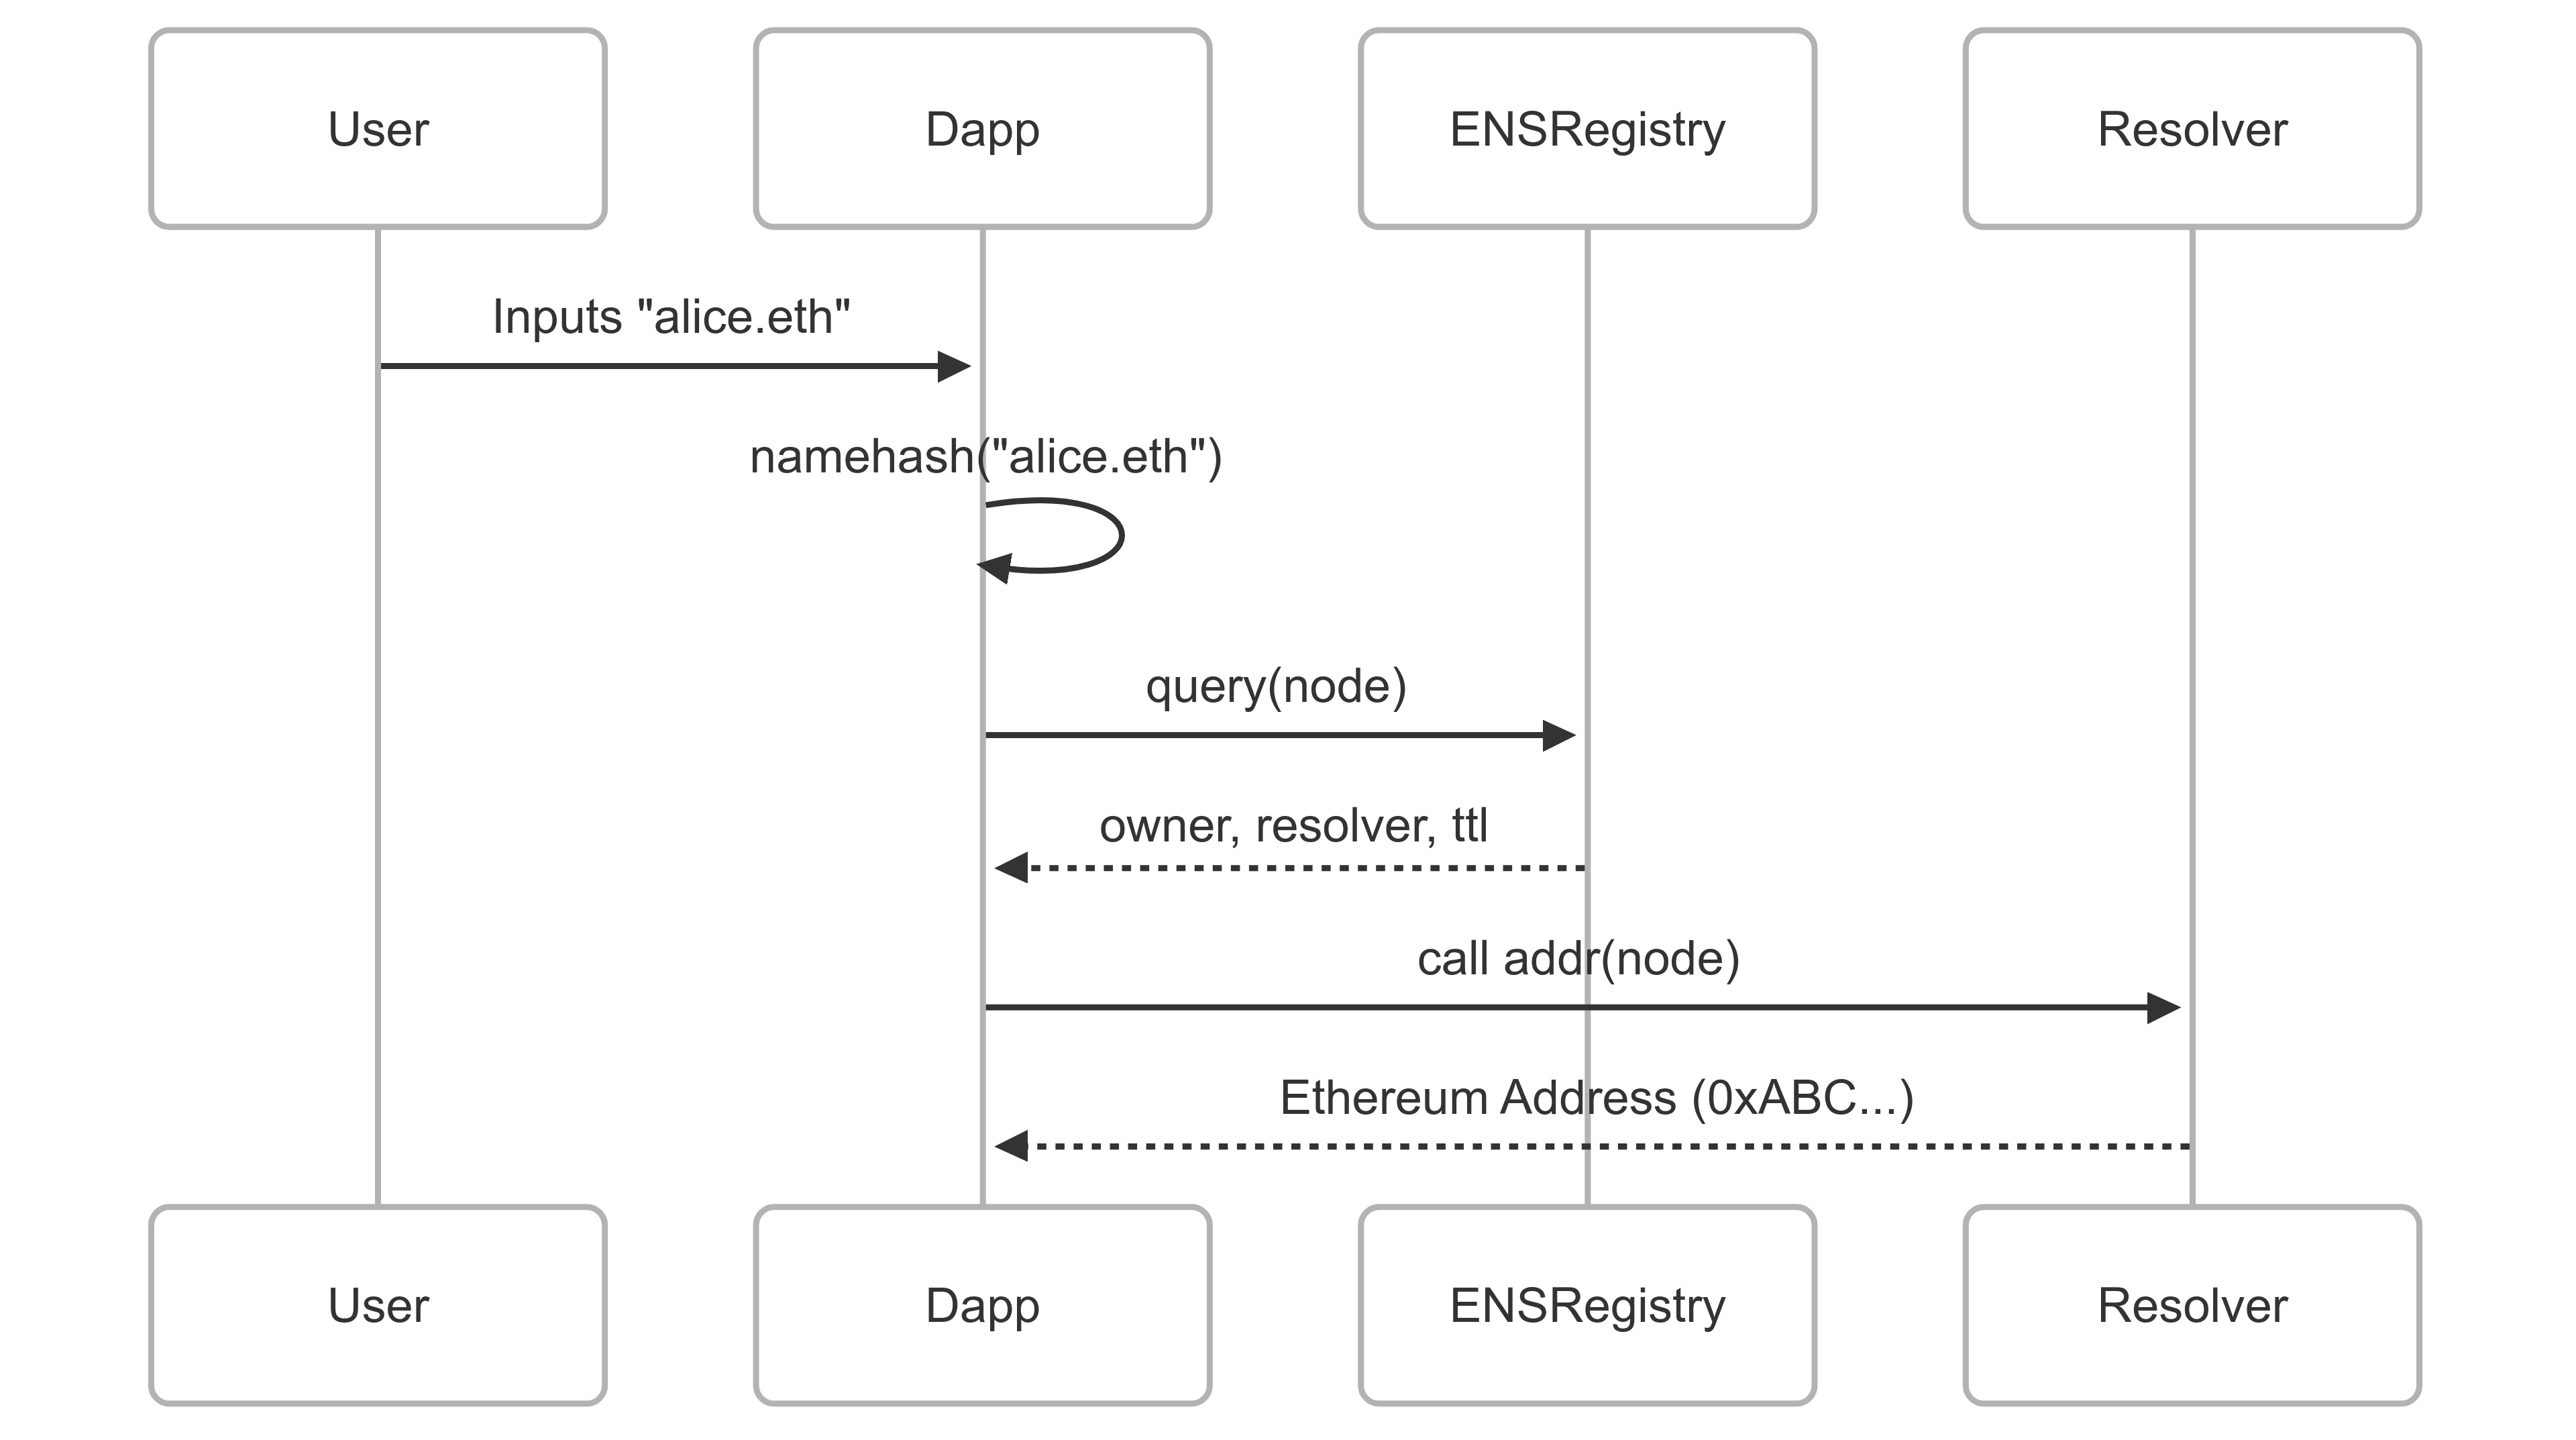 User
Dapp
ENSRegistry
Resolver
Inputs "alice.eth"
namehash("alice.eth")
query(node)
owner, resolver, ttl
call addr(node)
Ethereum Address (0xABC...)
User
Dapp
ENSRegistry
Resolver